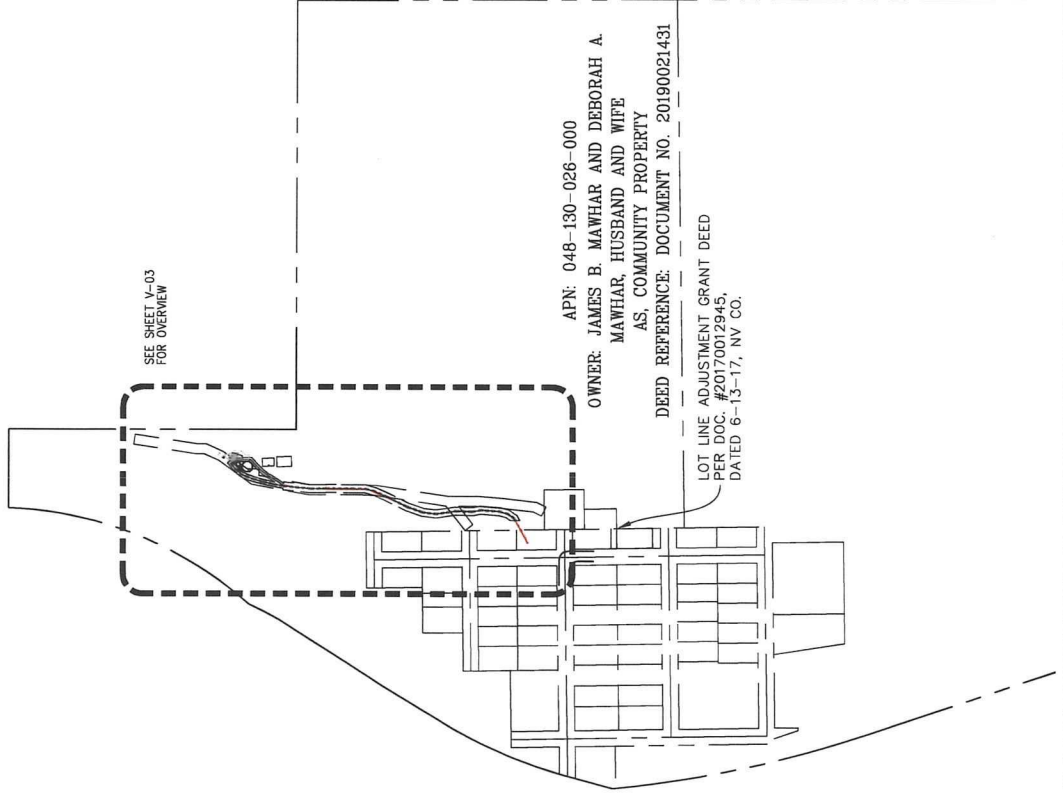 SEE SHEET V-03
FOR OVERVIEW
APN: 048-130-026-000
OWNER: JAMES B. MAWHAR AND DEBORAH A.
MAWHAR, HUSBAND AND WIFE
AS, COMMUNITY PROPERTY
DEED REFERENCE: DOCUMENT NO. 20190021431
LOT LINE ADJUSTMENT GRANT DEED
PER DOC. #20170012945,
DATED 6-13-17, NV CO.